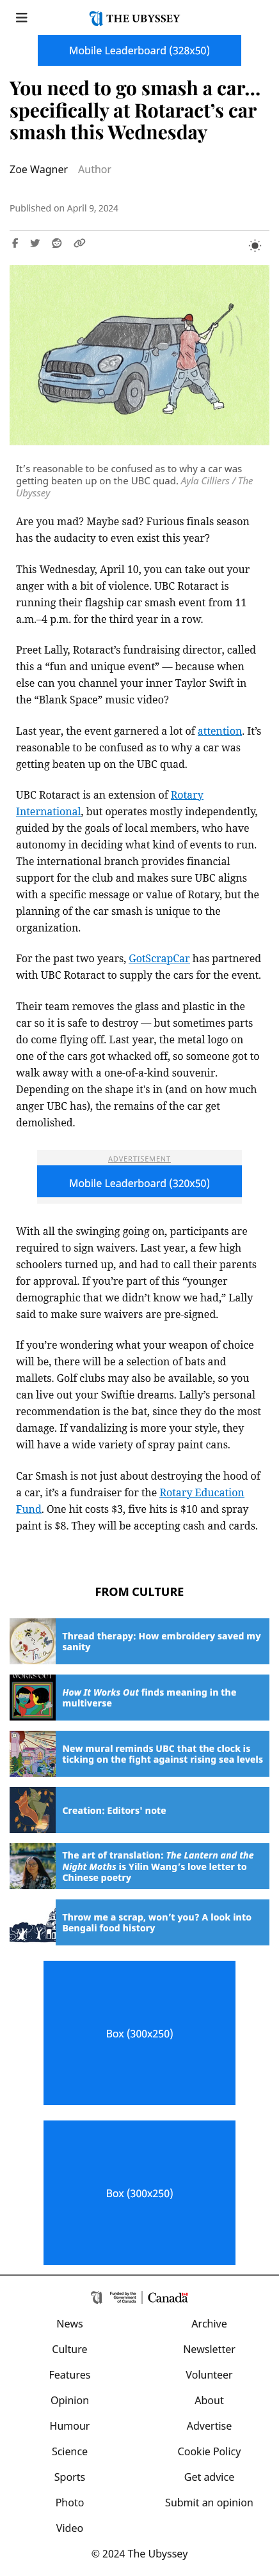 THE UBYSSEY
Mobile Leaderboard (328x50)
You need to go smash a car...
specifically at Rotaract's car
smash this Wednesday
Zoe Wagner Author
Published on April 9, 2024
It's reasonable to be confused as to why a car was
getting beaten up on the UBC quad. Ayla Cilliers / The
Ubyssey
Are you mad? Maybe sad? Furious finals season
has the audacity to even exist this year?
This Wednesday, April 10, you can take out your
anger with a bit of violence. UBC Rotaract is
running their flagship car smash event from 11
a.m.–4 p.m. for the third year in a row.
Preet Lally, Rotaract's fundraising director, called
this a “fun and unique event” — because when
else can you channel your inner Taylor Swift in
the “Blank Space” music video?
Last year, the event garnered a lot of attention. It's
reasonable to be confused as to why a car was
getting beaten up on the UBC quad.
UBC Rotaract is an extension of Rotary
International, but operates mostly independently,
guided by the goals of local members, who have
autonomy in deciding what kind of events to run.
The international branch provides financial
support for the club and makes sure UBC aligns
with a specific message or value of Rotary, but the
planning of the car smash is unique to the
organization.
For the past two years, GotScrapCar has partnered
with UBC Rotaract to supply the cars for the event.
Their team removes the glass and plastic in the
car so it is safe to destroy — but sometimes parts
do come flying off. Last year, the metal logo on
one of the cars got whacked off, so someone got to
walk away with a one-of-a-kind souvenir.
Depending on the shape it's in (and on how much
anger UBC has), the remains of the car get
demolished.
ADVERTISEMENT
Mobile Leaderboard (320x50)
With all the swinging going on, participants are
required to sign waivers. Last year, a few high
schoolers turned up, and had to call their parents
for approval. If you're part of this “younger
demographic that we didn't know we had,” Lally
said to make sure waivers are pre-signed.
If you're wondering what your weapon of choice
will be, there will be a selection of bats and
mallets. Golf clubs may also be available, so you
can live out your Swiftie dreams. Lally's personal
recommendation is the bat, since they do the most
damage. If vandalizing is more your style, they
will have a wide variety of spray paint cans.
Car Smash is not just about destroying the hood of
a car, it's a fundraiser for the Rotary Education
Fund. One hit costs $3, five hits is $10 and spray
paint is $8. They will be accepting cash and cards.
FROM CULTURE
Thread therapy: How embroidery saved my
sanity
How It Works Out finds meaning in the
multiverse
New mural reminds UBC that the clock is
ticking on the fight against rising sea levels
Creation: Editors' note
The art of translation: The Lantern and the
Night Moths is Yilin Wang's love letter to
Chinese poetry
Throw me a scrap, won't you? A look into
Bengali food history
Box (300x250)
Box (300x250)
Funded by the
Government
of Canada
Canada
News
Archive
Culture
Newsletter
Features
Volunteer
Opinion
About
Humour
Advertise
Science
Cookie Policy
Sports
Get advice
Photo
Submit an opinion
Video
© 2024 The Ubyssey